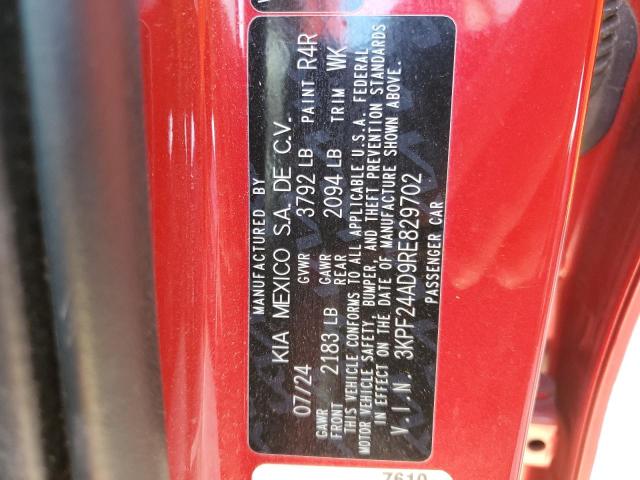 MANUFACTURED BY
KIA MEXICO S.A. DE C.V.
07/24 GVWR 3792 LB PAINT R4R
GAWR FRONT 2183 LB GAWR REAR 2094 LB TRIM WK
THIS VEHICLE CONFORMS TO ALL APPLICABLE U.S.A. FEDERAL
MOTOR VEHICLE SAFETY, BUMPER, AND THEFT PREVENTION STANDARDS
IN EFFECT ON THE DATE OF MANUFACTURE SHOWN ABOVE.
V.I.N. 3KPF24AD9RE829702
PASSENGER CAR
7610